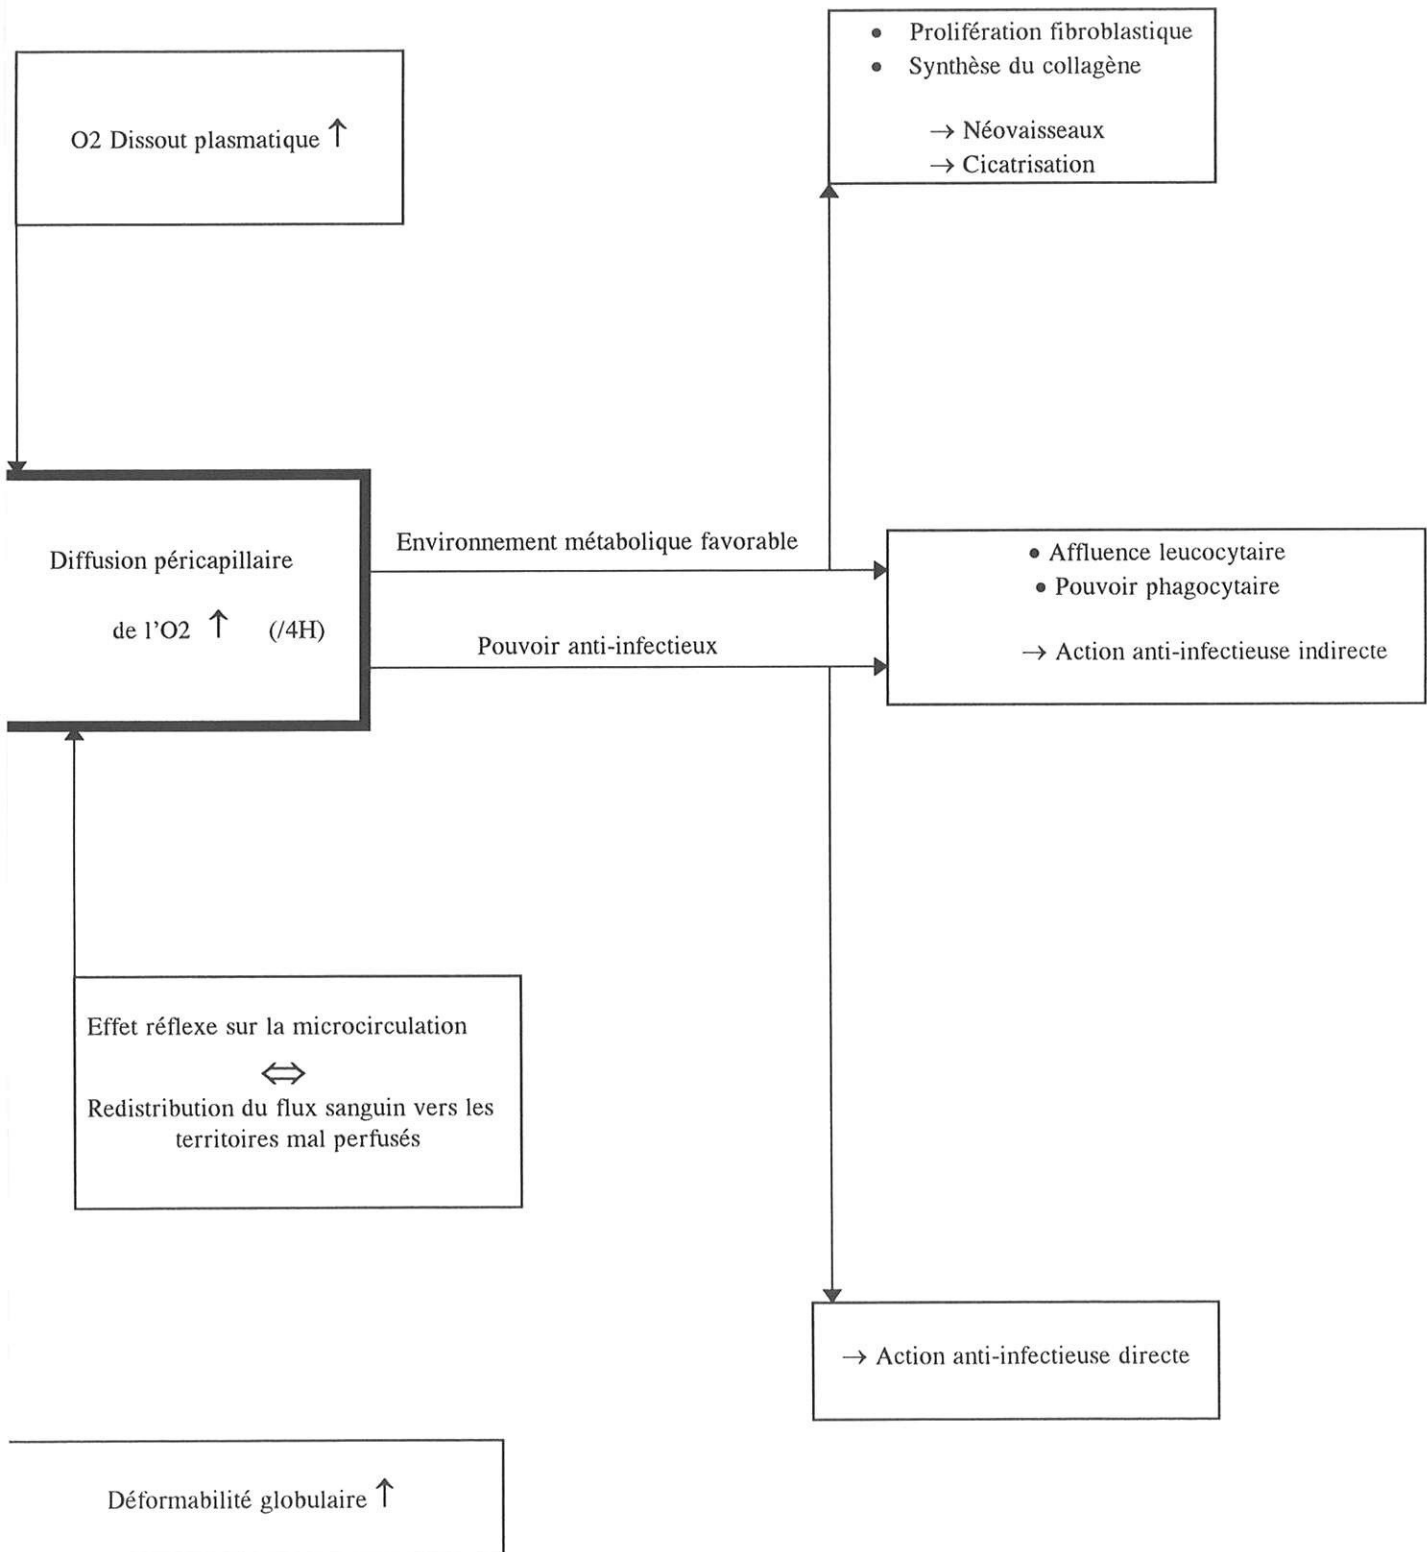 • Prolifération fibroblastique
• Synthèse du collagène
→ Néovaisseaux
→ Cicatrisation
O2 Dissout plasmatique ↑
Diffusion péricapillaire
de l'O2 ↑ (/4H)
Environnement métabolique favorable
Pouvoir anti-infectieux
• Affluence leucocytaire
• Pouvoir phagocytaire
→ Action anti-infectieuse indirecte
Effet réflexe sur la microcirculation
⇔
Redistribution du flux sanguin vers les
territoires mal perfusés
→ Action anti-infectieuse directe
Déformabilité globulaire ↑